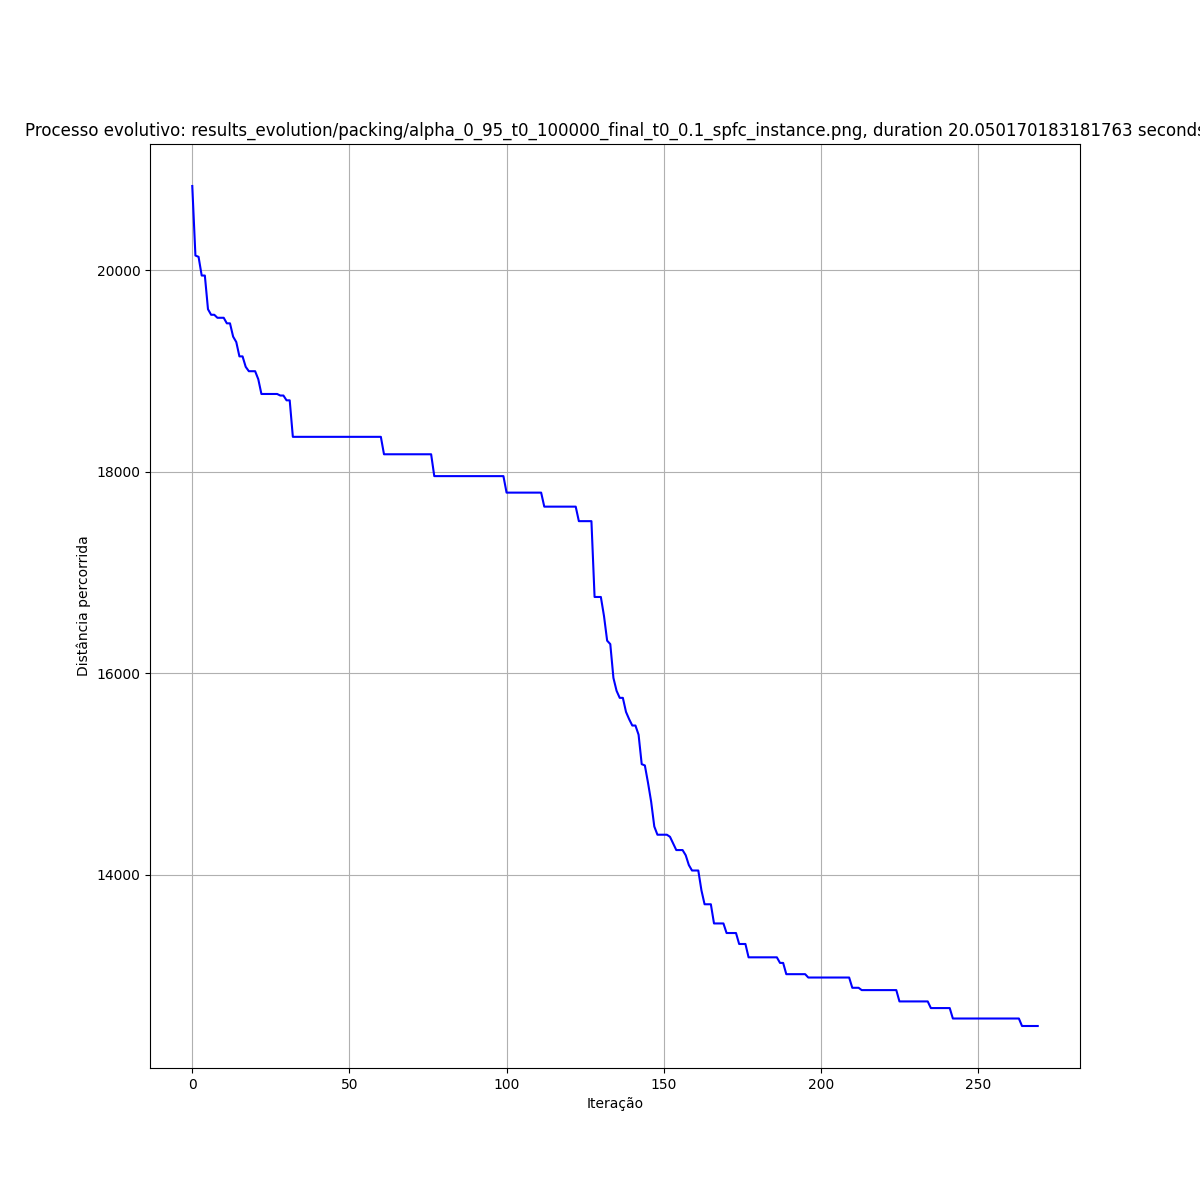 Processo evolutivo: results_evolution/packing/alpha_0_95_t0_100000_final_t0_0.1_spfc_instance.png, duration 20.050170183181763 seconds
20000
18000
16000
14000
Distância percorrida
0 50 100 150 200 250
Iteração